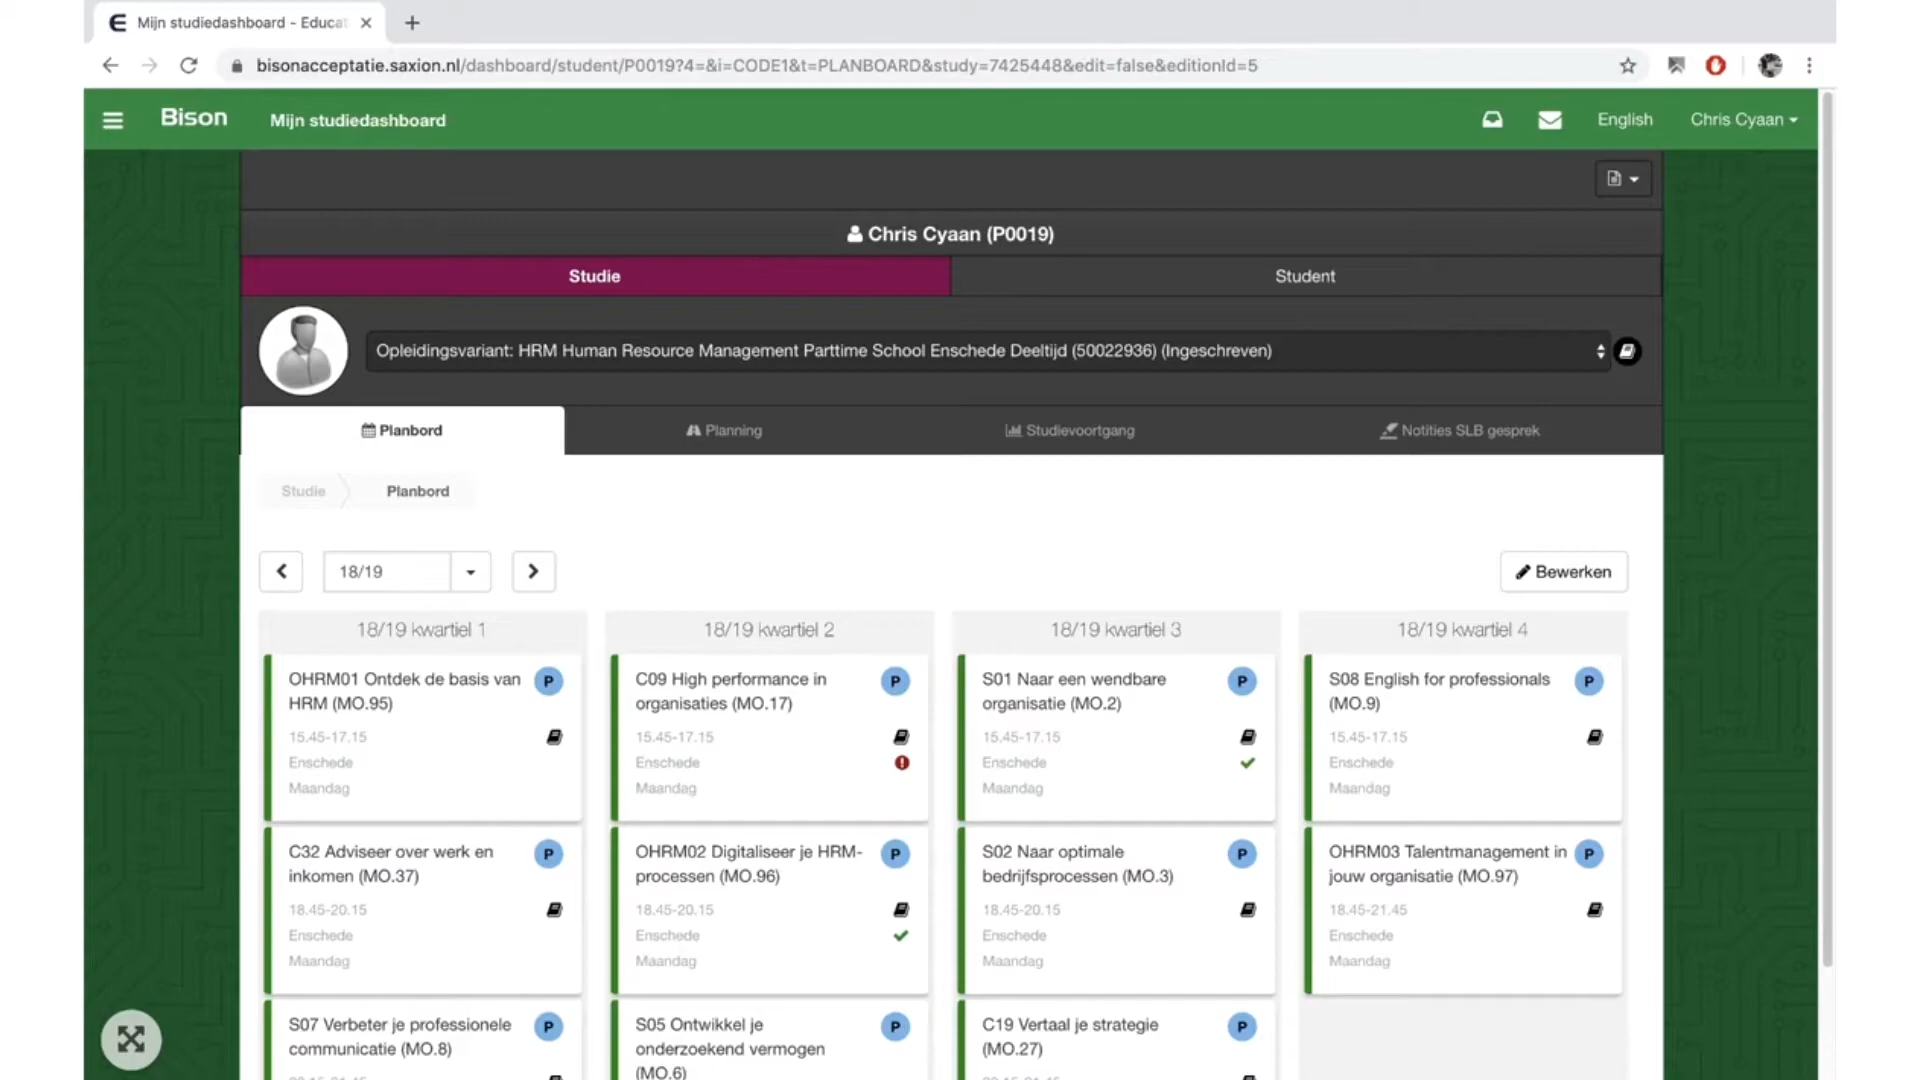 Mijn studiedashboard - Educat
bisonacceptatie.saxion.nl/dashboard/student/P0019?4=&i=CODE1&t=PLANBOARD&study=7425448&edit=false&editionId=5
Bison
Mijn studiedashboard
English
Chris Cyaan
Chris Cyaan (P0019)
Studie
Student
Opleidingsvariant: HRM Human Resource Management Parttime School Enschede Deeltijd (50022936) (Ingeschreven)
Planbord
Planning
Studievoortgang
Notities SLB gesprek
Studie
Planbord
18/19
Bewerken
18/19 kwartiel 1
OHRM01 Ontdek de basis van
HRM (MO.95)
P
15.45-17.15
Enschede
Maandag
C32 Adviseer over werk en
inkomen (MO.37)
P
18.45-20.15
Enschede
Maandag
S07 Verbeter je professionele
communicatie (MO.8)
P
18/19 kwartiel 2
C09 High performance in
organisaties (MO.17)
P
15.45-17.15
Enschede
Maandag
OHRM02 Digitaliseer je HRM-
processen (MO.96)
P
18.45-20.15
Enschede
Maandag
S05 Ontwikkel je
onderzoekend vermogen
(MO.6)
P
18/19 kwartiel 3
S01 Naar een wendbare
organisatie (MO.2)
P
15.45-17.15
Enschede
Maandag
S02 Naar optimale
bedrijfsprocessen (MO.3)
P
18.45-20.15
Enschede
Maandag
C19 Vertaal je strategie
(MO.27)
P
18/19 kwartiel 4
S08 English for professionals
(MO.9)
P
15.45-17.15
Enschede
Maandag
OHRM03 Talentmanagement in
jouw organisatie (MO.97)
P
18.45-21.45
Enschede
Maandag